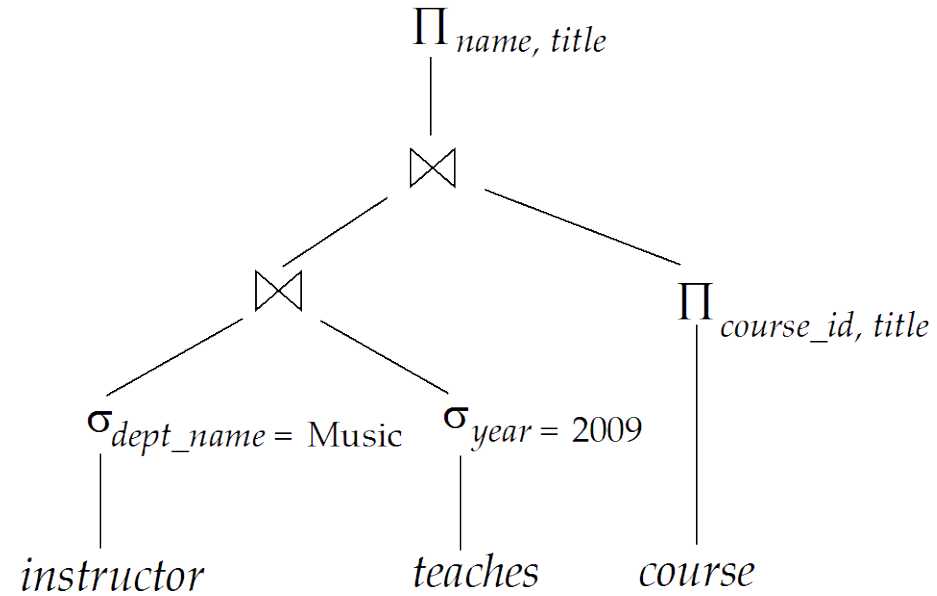 Π name, title
⋈
⋈
Π course_id, title
σ dept_name = Music
σ year = 2009
instructor
teaches
course